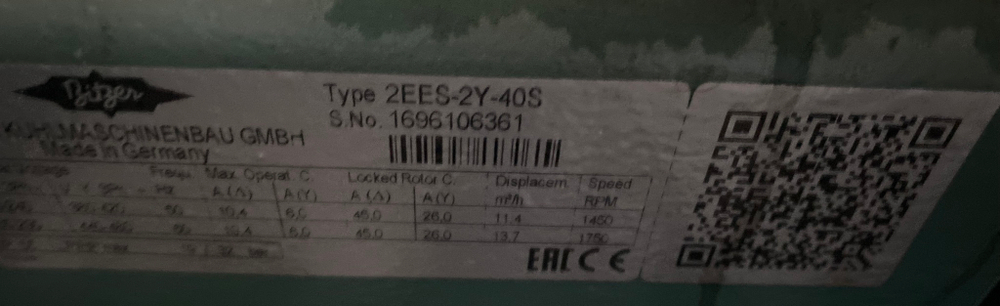 Bitzer
Type 2EES-2Y-40S
S.No. 1696106361
KÜHLMASCHINENBAU GMBH
Made in Germany
Frequ. Max. Operat. C. Locked Rotor C. Displacem. Speed
Hz A (Δ) A(Y) A (Δ) A(Y) m³/h RPM
50 10,4 6,0 45,0 26,0 11.4 1450
60 10,4 6,0 45,0 26,0 13.7 1750
EAC CE